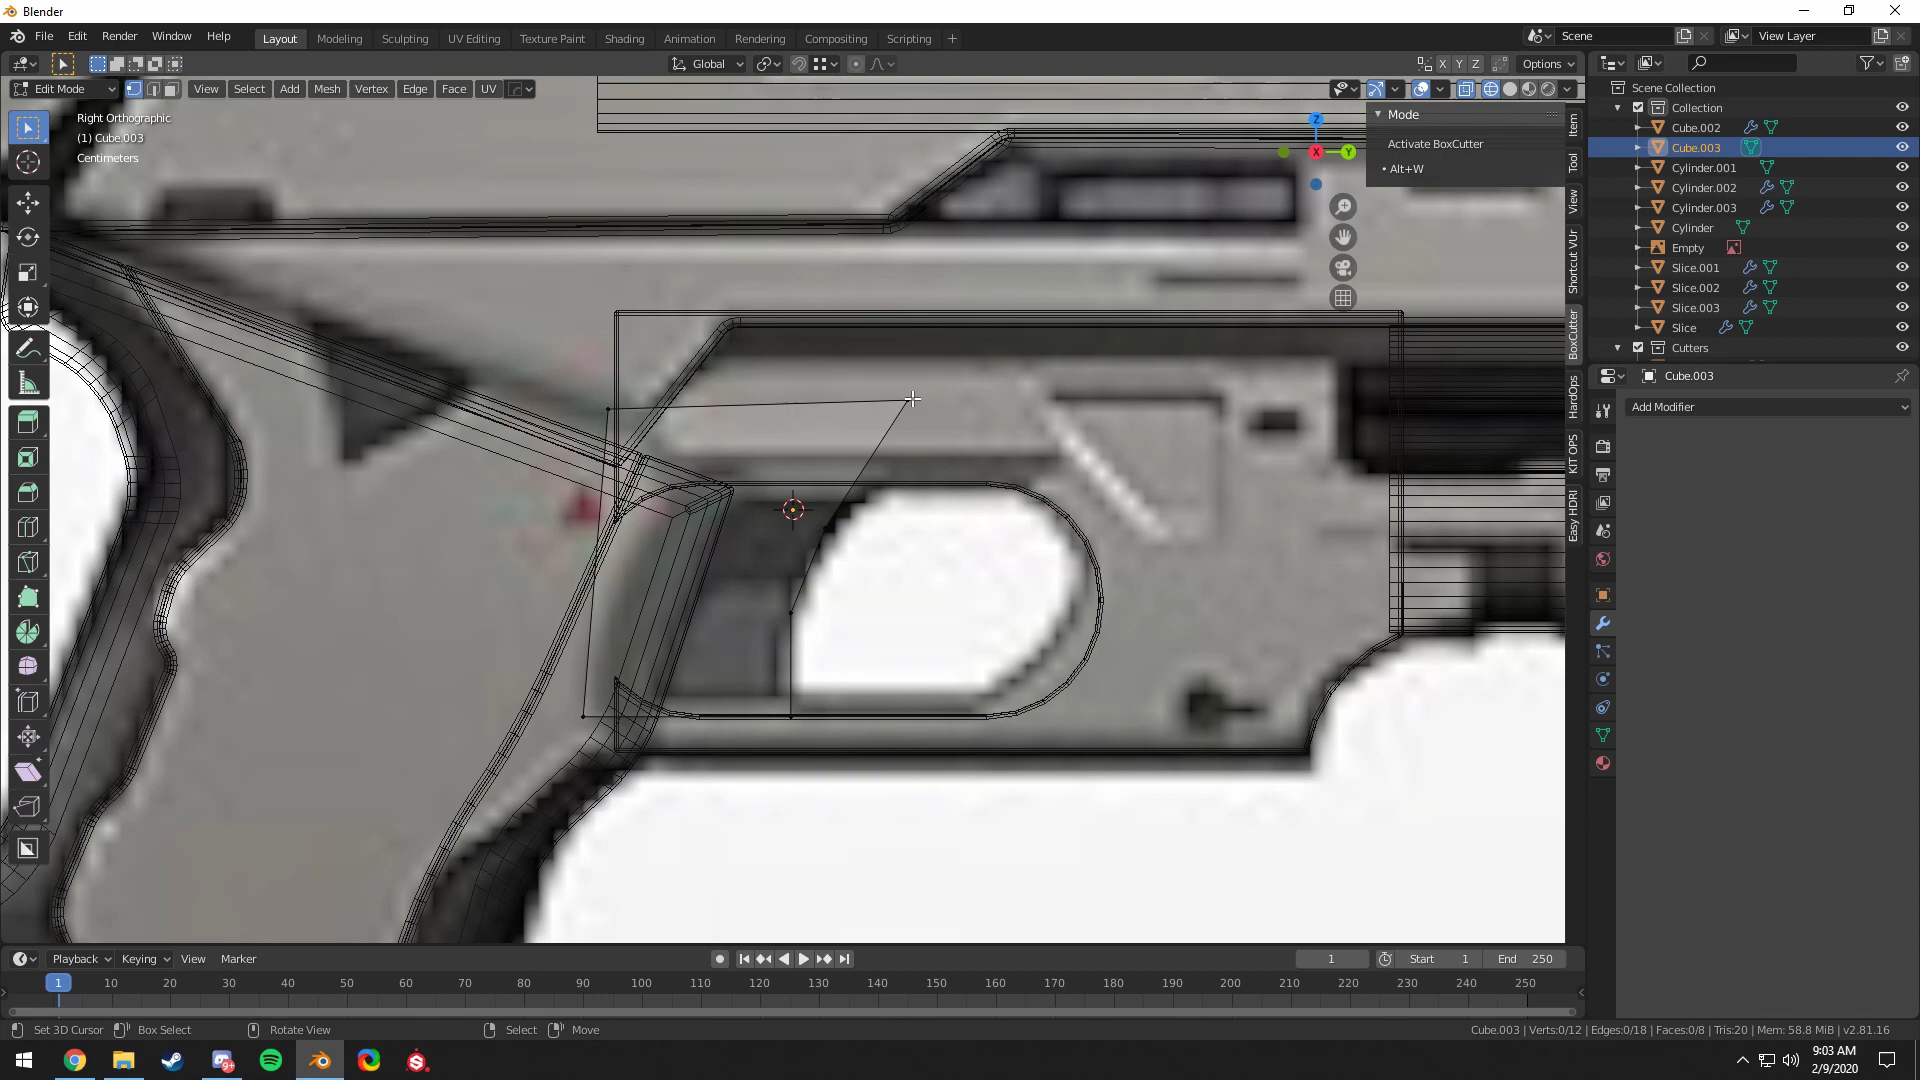 Blender
File Edit Render Window Help
Layout Modeling Sculpting UV Editing Texture Paint Shading Animation Rendering Compositing Scripting
Scene
View Layer
Global
X Y Z
Options
Edit Mode
View Select Add Mesh Vertex Edge Face UV
Right Orthographic
(1) Cube.003
Centimeters
Z
X
Y
Mode
Activate BoxCutter
• Alt+W
Item
Tool
View
Shortcut VUr
BoxCutter
HardOps
KIT OPS
Easy HDRI
Scene Collection
Collection
Cube.002
Cube.003
Cylinder.001
Cylinder.002
Cylinder.003
Cylinder
Empty
Slice.001
Slice.002
Slice.003
Slice
Cutters
Cube.003
Add Modifier
Playback Keying View Marker
1
Start 1
End 250
1 10 20 30 40 50 60 70 80 90 100 110 120 130 140 150 160 170 180 190 200 210 220 230 240 250
Set 3D Cursor
Box Select
Rotate View
Select
Move
Cube.003 | Verts:0/12 | Edges:0/18 | Faces:0/8 | Tris:20 | Mem: 58.8 MiB | v2.81.16
9+
9:03 AM
2/9/2020